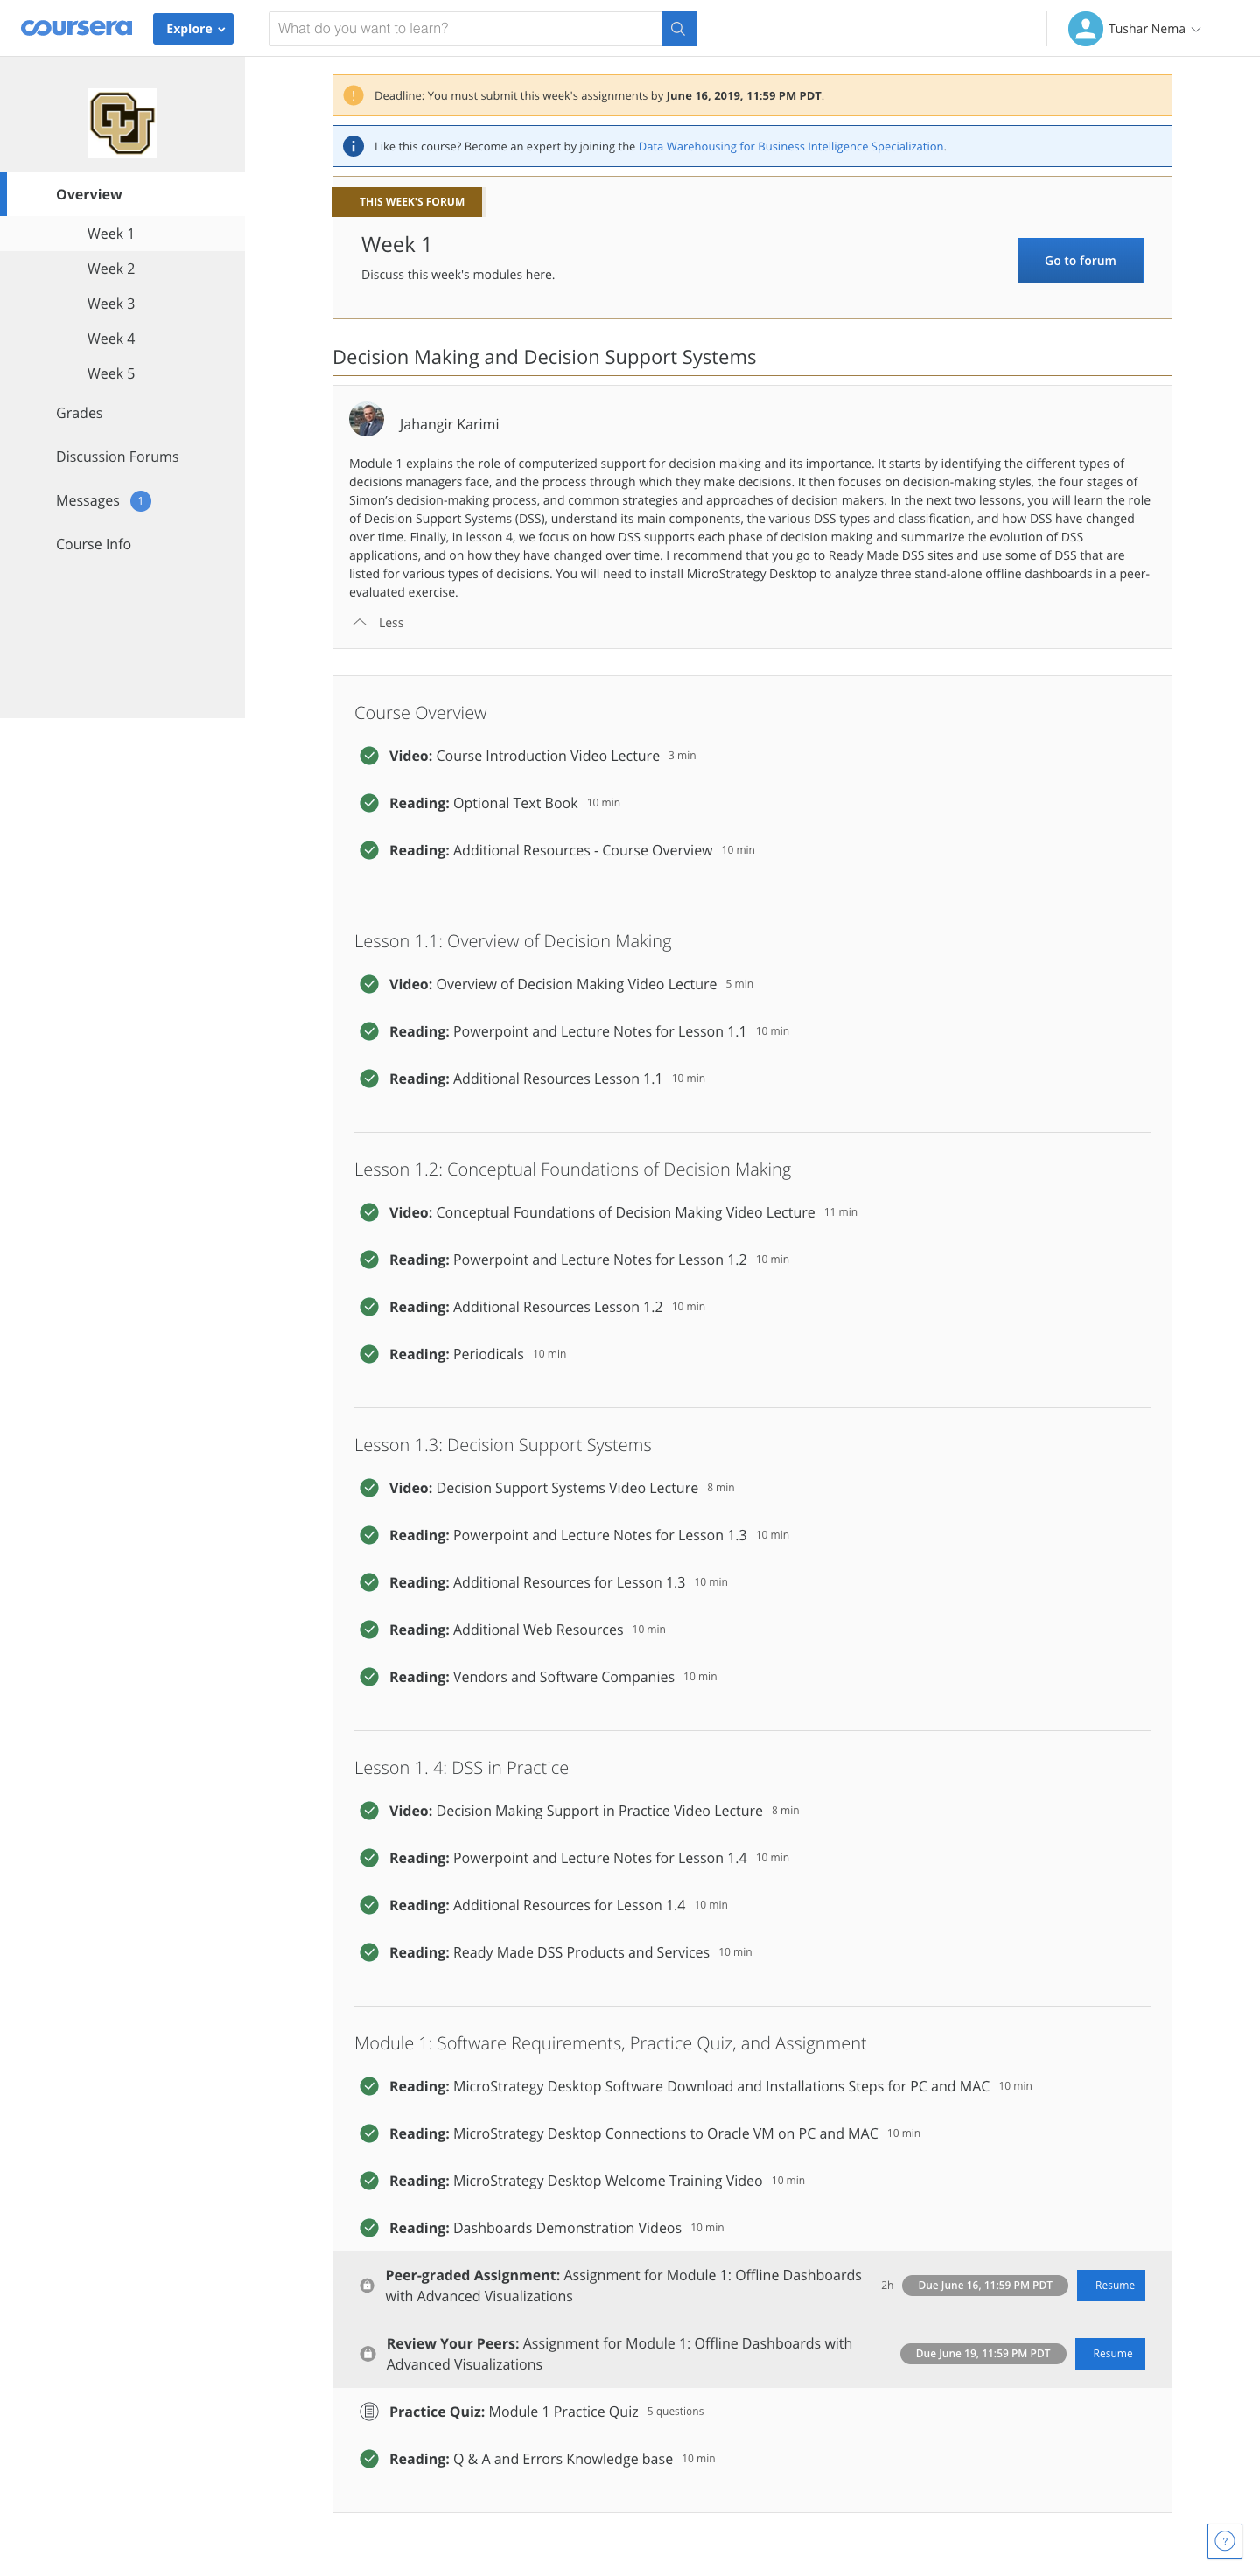 coursera
Explore
What do you want to learn?
Tushar Nema
CU
Overview
Week 1
Week 2
Week 3
Week 4
Week 5
Grades
Discussion Forums
Messages 1
Course Info
Deadline: You must submit this week's assignments by June 16, 2019, 11:59 PM PDT.
Like this course? Become an expert by joining the Data Warehousing for Business Intelligence Specialization.
THIS WEEK'S FORUM
Week 1
Discuss this week's modules here.
Go to forum
Decision Making and Decision Support Systems
Jahangir Karimi
Module 1 explains the role of computerized support for decision making and its importance. It starts by identifying the different types of
decisions managers face, and the process through which they make decisions. It then focuses on decision-making styles, the four stages of
Simon’s decision-making process, and common strategies and approaches of decision makers. In the next two lessons, you will learn the role
of Decision Support Systems (DSS), understand its main components, the various DSS types and classification, and how DSS have changed
over time. Finally, in lesson 4, we focus on how DSS supports each phase of decision making and summarize the evolution of DSS
applications, and on how they have changed over time. I recommend that you go to Ready Made DSS sites and use some of DSS that are
listed for various types of decisions. You will need to install MicroStrategy Desktop to analyze three stand-alone offline dashboards in a peer-
evaluated exercise.
Less
Course Overview
Video: Course Introduction Video Lecture 3 min
Reading: Optional Text Book 10 min
Reading: Additional Resources - Course Overview 10 min
Lesson 1.1: Overview of Decision Making
Video: Overview of Decision Making Video Lecture 5 min
Reading: Powerpoint and Lecture Notes for Lesson 1.1 10 min
Reading: Additional Resources Lesson 1.1 10 min
Lesson 1.2: Conceptual Foundations of Decision Making
Video: Conceptual Foundations of Decision Making Video Lecture 11 min
Reading: Powerpoint and Lecture Notes for Lesson 1.2 10 min
Reading: Additional Resources Lesson 1.2 10 min
Reading: Periodicals 10 min
Lesson 1.3: Decision Support Systems
Video: Decision Support Systems Video Lecture 8 min
Reading: Powerpoint and Lecture Notes for Lesson 1.3 10 min
Reading: Additional Resources for Lesson 1.3 10 min
Reading: Additional Web Resources 10 min
Reading: Vendors and Software Companies 10 min
Lesson 1. 4: DSS in Practice
Video: Decision Making Support in Practice Video Lecture 8 min
Reading: Powerpoint and Lecture Notes for Lesson 1.4 10 min
Reading: Additional Resources for Lesson 1.4 10 min
Reading: Ready Made DSS Products and Services 10 min
Module 1: Software Requirements, Practice Quiz, and Assignment
Reading: MicroStrategy Desktop Software Download and Installations Steps for PC and MAC 10 min
Reading: MicroStrategy Desktop Connections to Oracle VM on PC and MAC 10 min
Reading: MicroStrategy Desktop Welcome Training Video 10 min
Reading: Dashboards Demonstration Videos 10 min
Peer-graded Assignment: Assignment for Module 1: Offline Dashboards
with Advanced Visualizations
2h Due June 16, 11:59 PM PDT Resume
Review Your Peers: Assignment for Module 1: Offline Dashboards with
Advanced Visualizations
Due June 19, 11:59 PM PDT Resume
Practice Quiz: Module 1 Practice Quiz 5 questions
Reading: Q & A and Errors Knowledge base 10 min